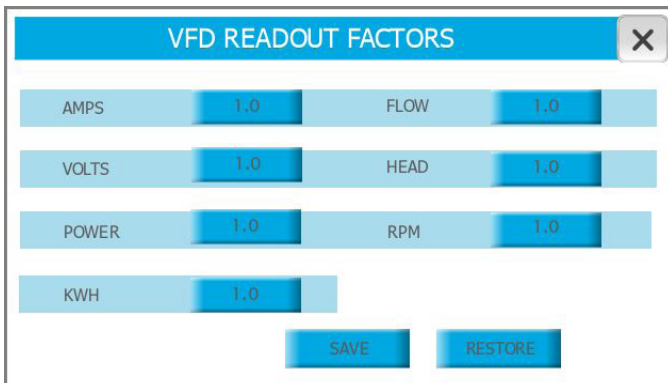 VFD READOUT FACTORS X
AMPS 1.0 FLOW 1.0
VOLTS 1.0 HEAD 1.0
POWER 1.0 RPM 1.0
KWH 1.0
SAVE RESTORE